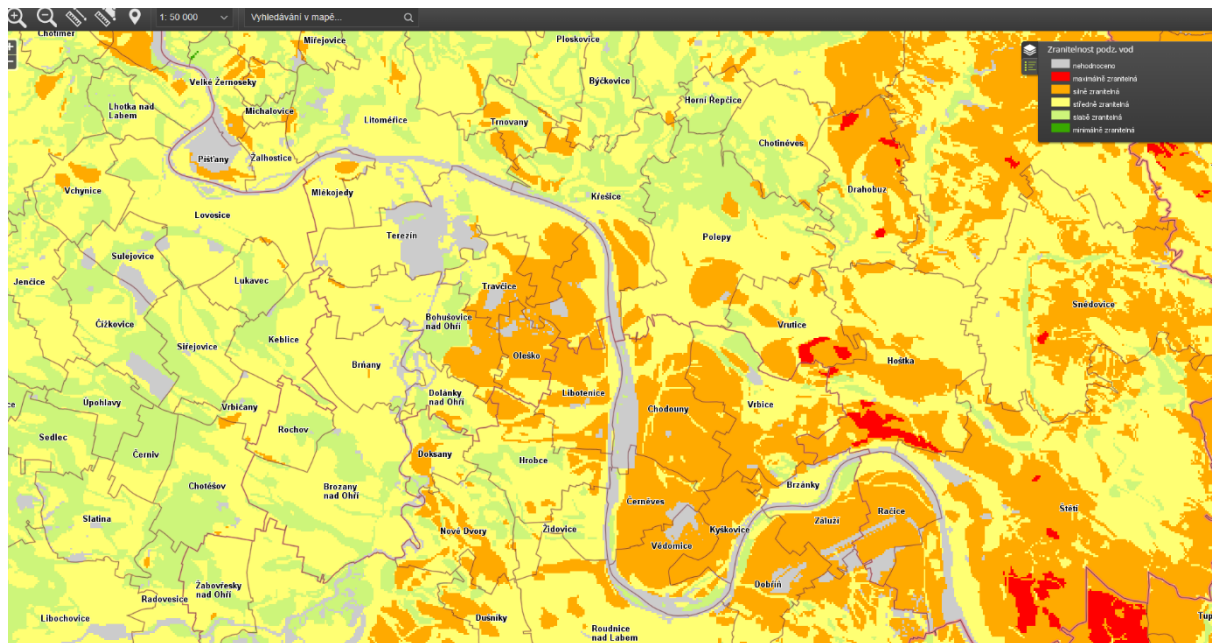 1: 50 000
Vyhledávání v mapě...
Zranitelnost podz. vod
nehodnoceno
maximálně zranitelná
silně zranitelná
středně zranitelná
slabě zranitelná
minimálně zranitelná
Miřejovice
Ploskovice
Velké Žernoseky
Býčkovice
Lhotka nad
Labem
Michalovice
Litoměřice
Trnovany
Horní Řepčice
Chotiněves
Píšťany
Žalhostice
Vchynice
Mlékojedy
Křešice
Drahobuz
Lovosice
Terezín
Polepy
Sulejovice
Jenčice
Lukavec
Travčice
Snědovice
Čížkovice
Bohušovice
nad Ohří
Vrutice
Siřejovice
Keblice
Brňany
Oleško
Hoštka
Úpohlavy
Vrbičany
Dolánky
nad Ohří
Libotenice
Chodouny
Vrbice
Sedlec
Rochov
Černiv
Doksany
Hrobce
Chotěšov
Brozany
nad Ohří
Brzánky
Černěves
Štětí
Slatina
Nové Dvory
Židovice
Kyškovice
Záluží
Račice
Vědomice
Žabovřesky
nad Ohří
Dobříň
Radovesice
Libochovice
Dušníky
Roudnice
nad Labem